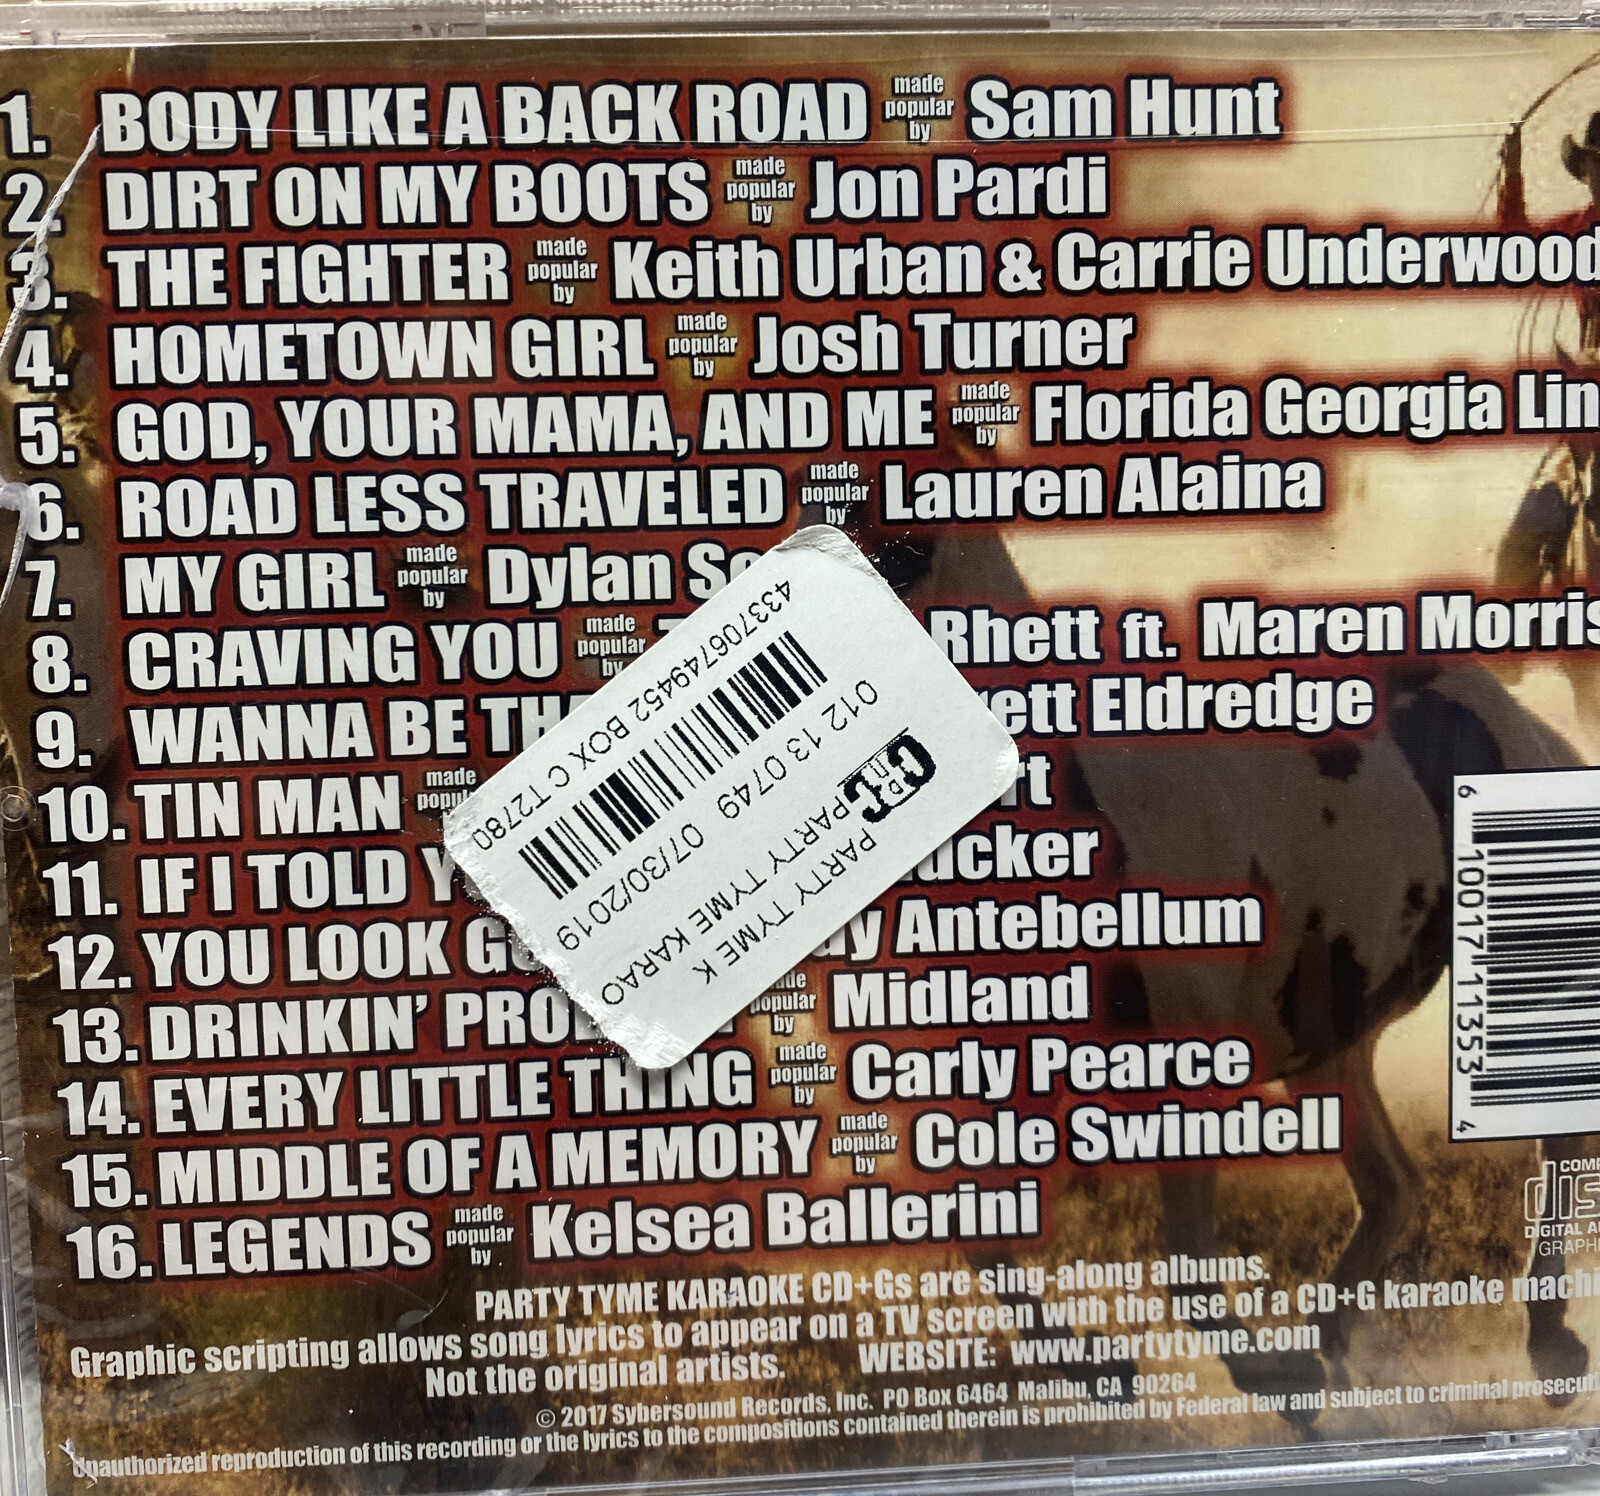 1. BODY LIKE A BACK ROAD made popular by Sam Hunt
2. DIRT ON MY BOOTS made popular by Jon Pardi
3. THE FIGHTER made popular by Keith Urban & Carrie Underwood
4. HOMETOWN GIRL made popular by Josh Turner
5. GOD, YOUR MAMA, AND ME made popular by Florida Georgia Lin
6. ROAD LESS TRAVELED made popular by Lauren Alaina
7. MY GIRL made popular by Dylan
8. CRAVING YOU made popular by Rhett ft. Maren Morris
9. WANNA BE Eldredge
10. TIN MAN made
11. IF I TOLD
12. YOU LOOK Antebellum
13. DRINKIN' popular by Midland
14. EVERY LITTLE THING made popular by Carly Pearce
15. MIDDLE OF A MEMORY made popular by Cole Swindell
16. LEGENDS made popular by Kelsea Ballerini
433706749452 BOX C T2780
012 13 0749 07/30/2019
PARTY TYME KARAO
PARTY TYME K
6 10017 11353 4
DIGITAL
PARTY TYME KARAOKE CD+Gs are sing-along albums.
Graphic scripting allows song lyrics to appear on a TV screen with the use of a CD+G karaoke machi
Not the original artists. WEBSITE: www.partytyme.com
© 2017 Sybersound Records, Inc. PO Box 6464 Malibu, CA 90264
Unauthorized reproduction of this recording or the lyrics to the compositions contained therein is prohibited by Federal law and subject to criminal prosecut